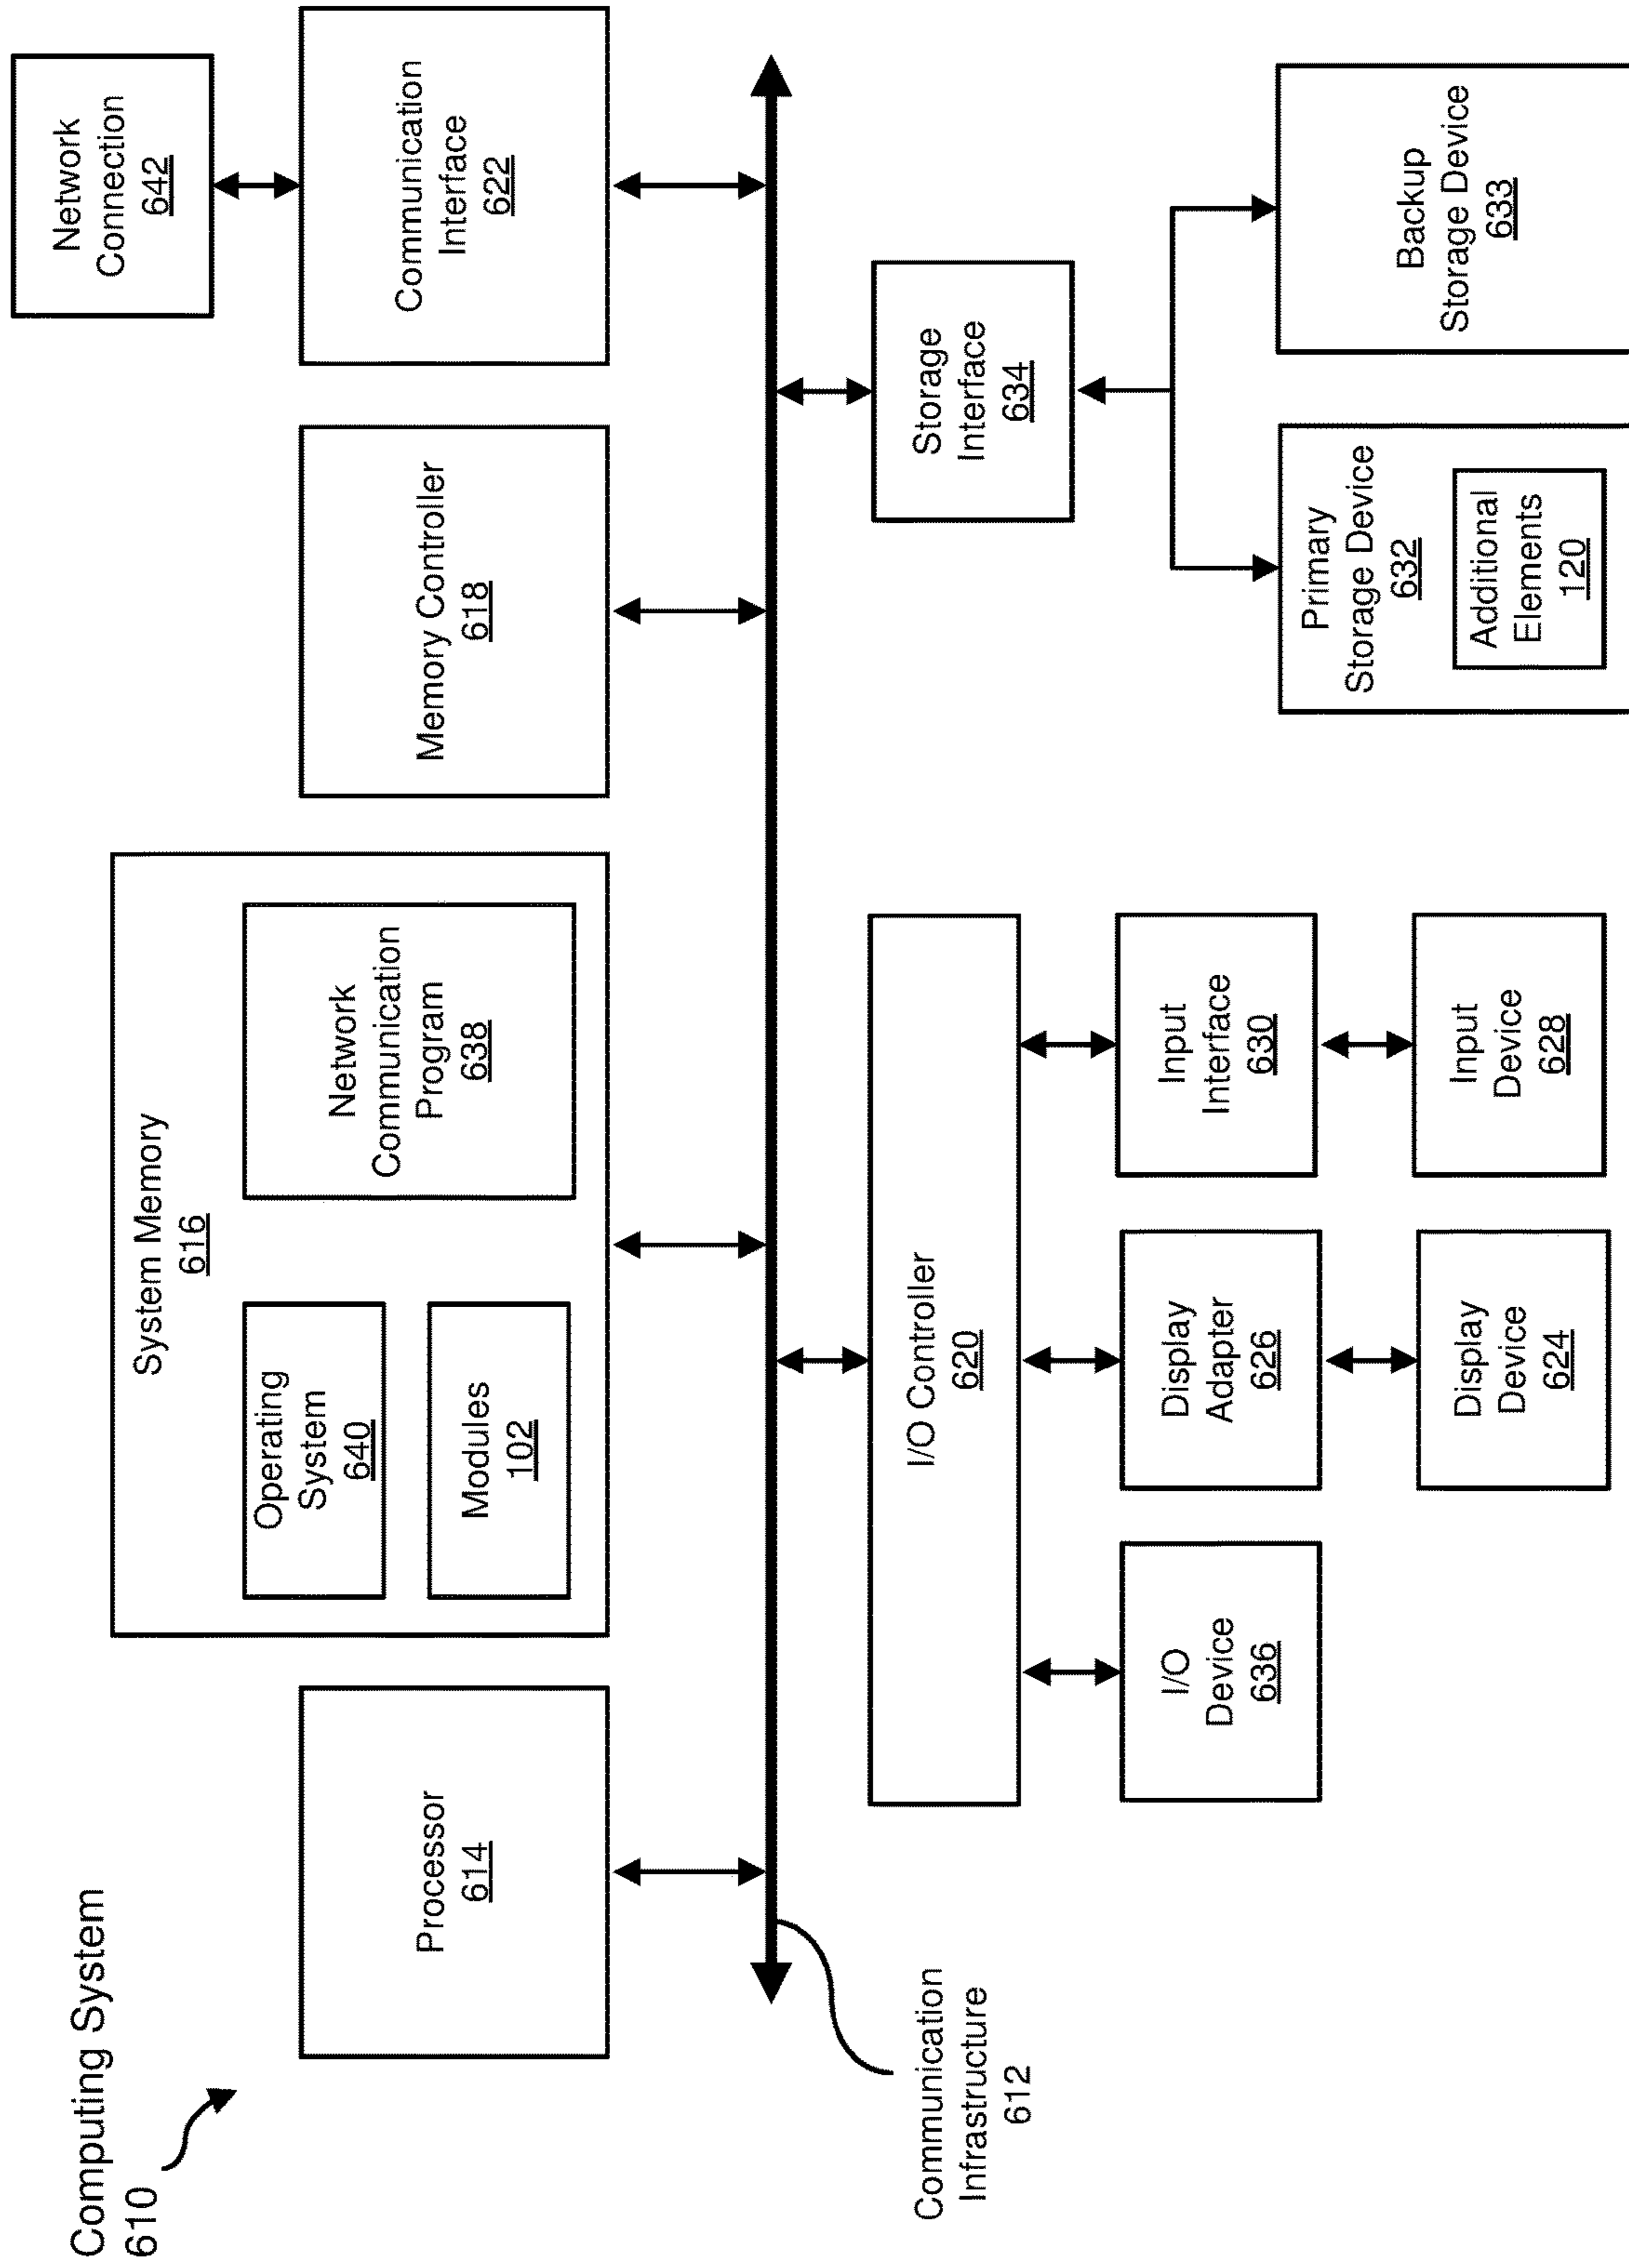 Computing System
610
Processor
614
System Memory
616
Operating
System
640
Modules
102
Network
Communication
Program
638
Memory Controller
618
Network
Connection
642
Communication
Interface
622
Communication
Infrastructure
612
I/O Controller
620
I/O
Device
636
Display
Adapter
626
Display
Device
624
Input
Interface
630
Input
Device
628
Storage
Interface
634
Primary
Storage Device
632
Additional
Elements
120
Backup
Storage Device
633